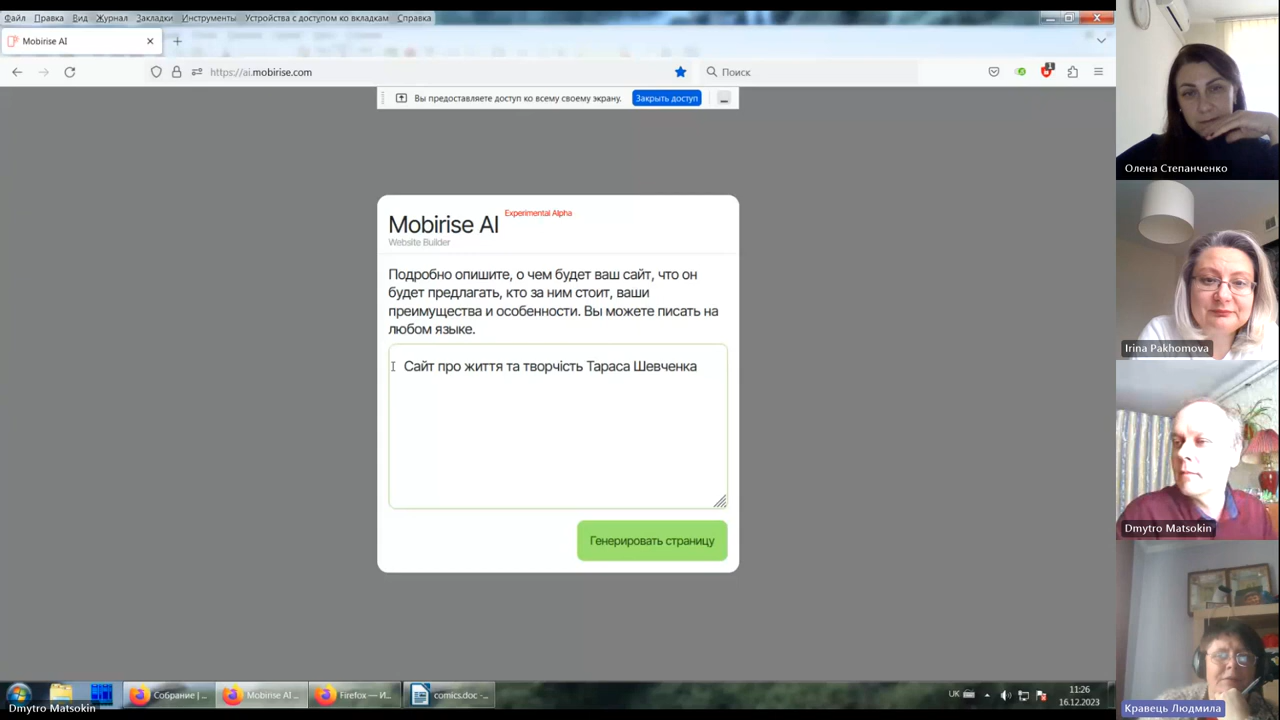 Файл Правка Вид Журнал Закладки Инструменты Устройства с доступом ко вкладкам Справка
Mobirise AI
https://ai.mobirise.com
Поиск
1
Вы предоставляете доступ ко всему своему экрану. Закрыть доступ
Mobirise AI Experimental Alpha
Website Builder
Подробно опишите, о чем будет ваш сайт, что он
будет предлагать, кто за ним стоит, ваши
преимущества и особенности. Вы можете писать на
любом языке.
Сайт про життя та творчість Тараса Шевченка
Генерировать страницу
Собрание | ...
Mobirise AI ...
Firefox — И...
comics.doc -...
UK
11:26
16.12.2023
Dmytro Matsokin
Олена Степанченко
Irina Pakhomova
Dmytro Matsokin
Кравець Людмила